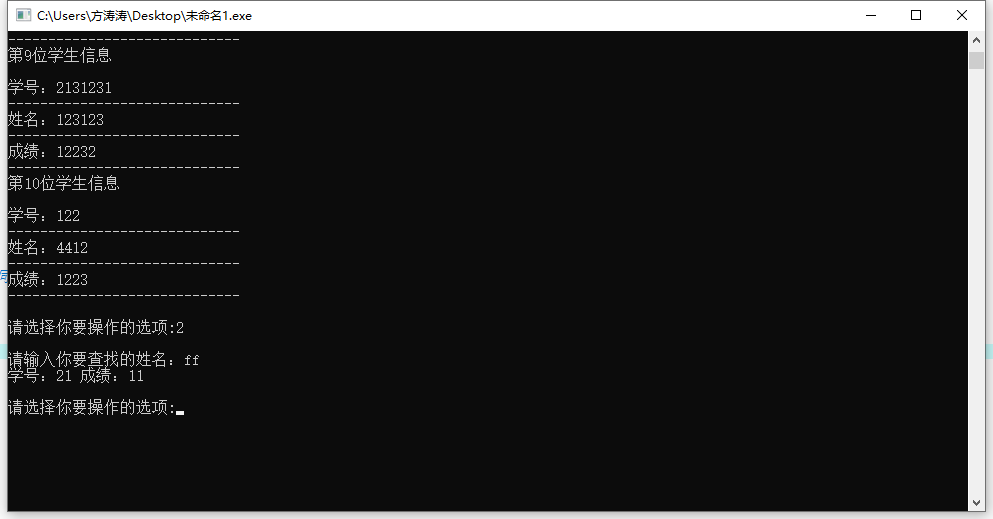 C:\Users\方涛涛\Desktop\未命名1.exe
-----------------------------
第9位学生信息
学号：2131231
-----------------------------
姓名：123123
-----------------------------
成绩：12232
-----------------------------
第10位学生信息
学号：122
-----------------------------
姓名：4412
-----------------------------
成绩：1223
-----------------------------
请选择你要操作的选项:2
请输入你要查找的姓名：ff
学号：21 成绩：11
请选择你要操作的选项: